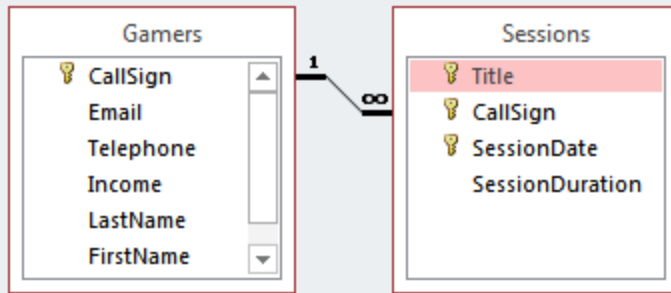 Gamers
CallSign
Email
Telephone
Income
LastName
FirstName
1
∞
Sessions
Title
CallSign
SessionDate
SessionDuration